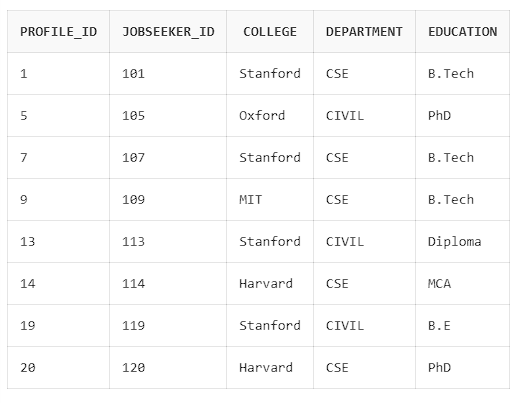 PROFILE_ID JOBSEEKER_ID COLLEGE DEPARTMENT EDUCATION
1 101 Stanford CSE B.Tech
5 105 Oxford CIVIL PhD
7 107 Stanford CSE B.Tech
9 109 MIT CSE B.Tech
13 113 Stanford CIVIL Diploma
14 114 Harvard CSE MCA
19 119 Stanford CIVIL B.E
20 120 Harvard CSE PhD